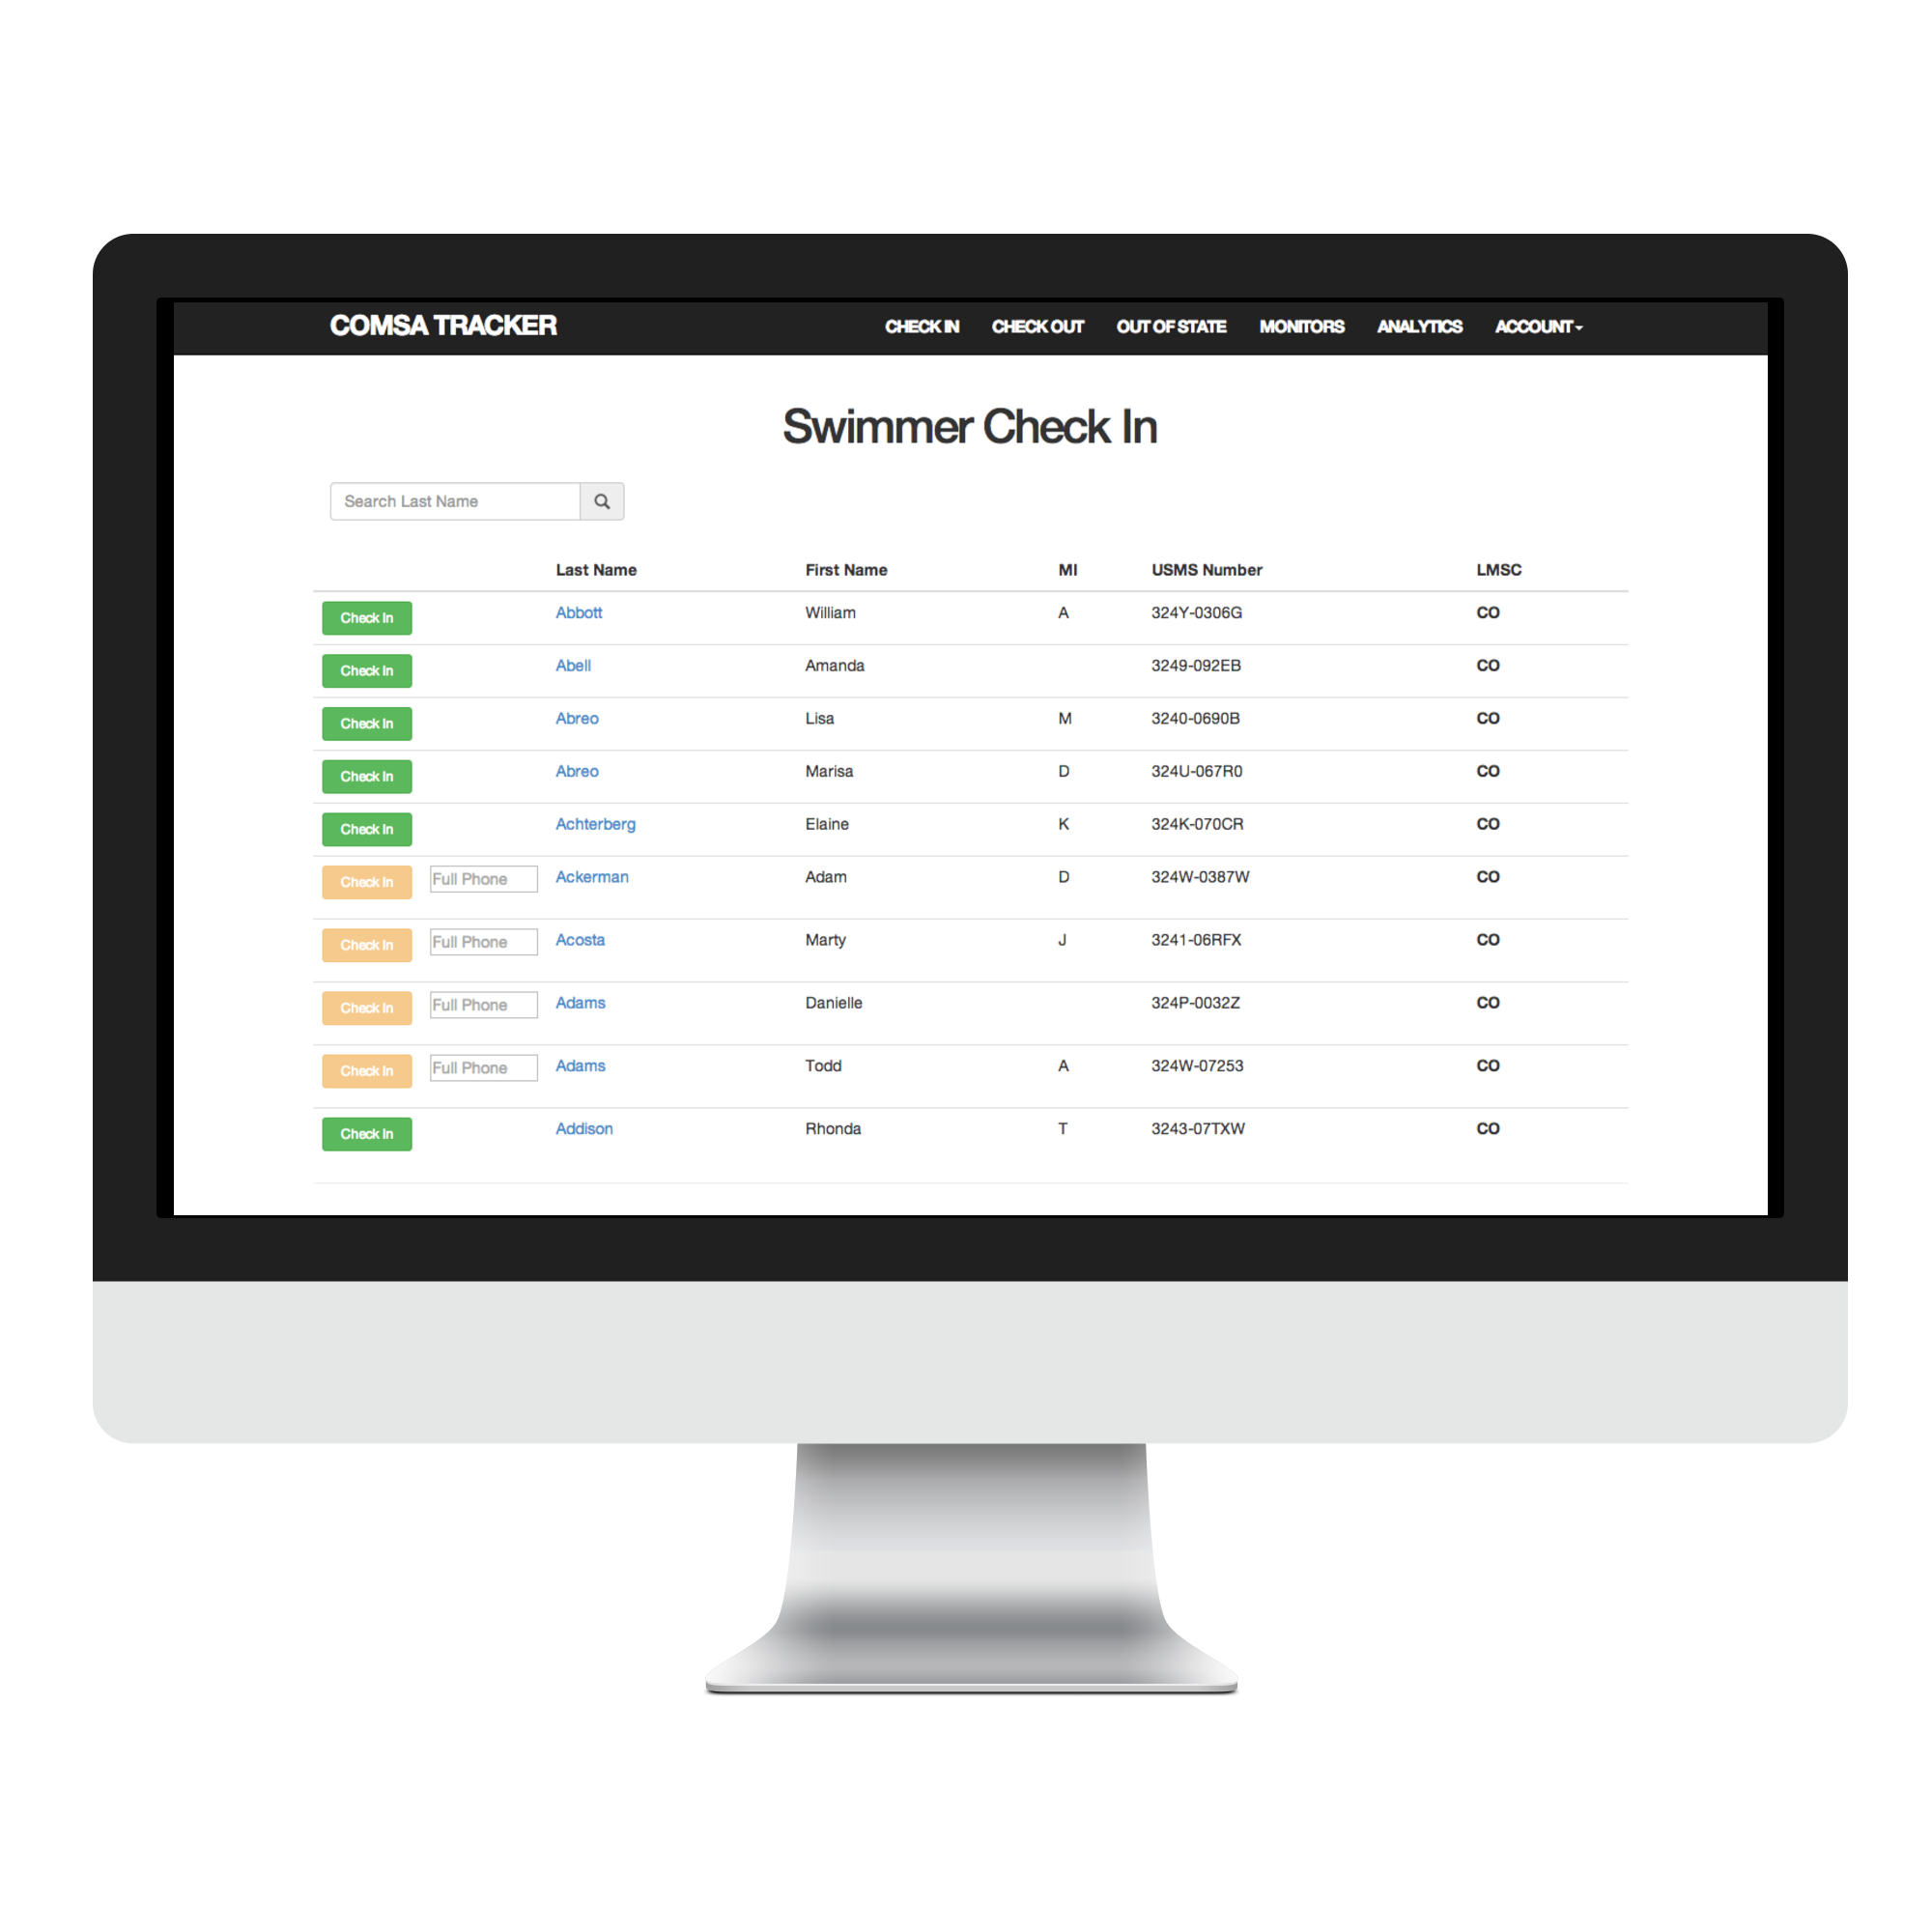 COMSA TRACKER CHECK IN CHECK OUT OUT OF STATE MONITORS ANALYTICS ACCOUNT
Swimmer Check In
Search Last Name
Last Name First Name MI USMS Number LMSC
Check In Abbott William A 324Y-0306G CO
Check In Abell Amanda 3249-092EB CO
Check In Abreo Lisa M 3240-0690B CO
Check In Abreo Marisa D 324U-067R0 CO
Check In Achterberg Elaine K 324K-070CR CO
Check In Full Phone Ackerman Adam D 324W-0387W CO
Check In Full Phone Acosta Marty J 3241-06RFX CO
Check In Full Phone Adams Danielle 324P-0032Z CO
Check In Full Phone Adams Todd A 324W-07253 CO
Check In Addison Rhonda T 3243-07TXW CO